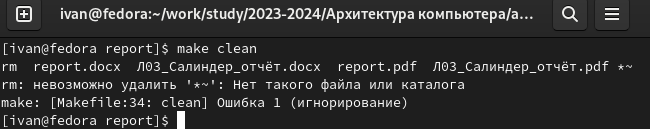 ivan@fedora:~/work/study/2023-2024/Архитектура компьютера/a...
[ivan@fedora report]$ make clean
rm  report.docx  Л03_Салиндер_отчёт.docx  report.pdf  Л03_Салиндер_отчёт.pdf *~
rm: невозможно удалить '*~': Нет такого файла или каталога
make: [Makefile:34: clean] Ошибка 1 (игнорирование)
[ivan@fedora report]$